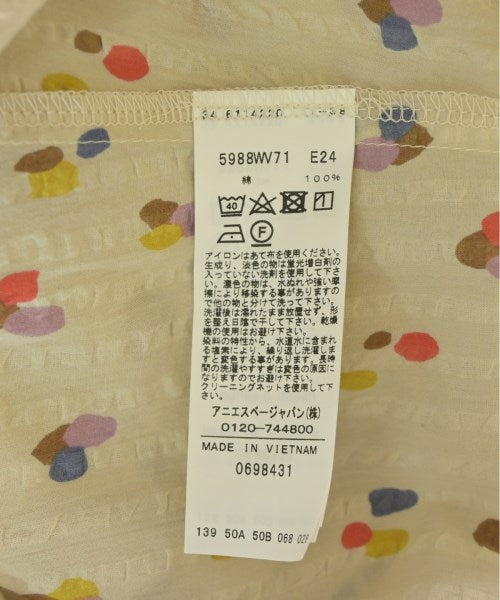 5988WV71 E24
綿 100%
40
F
アイロンはあて布を使用ください。
生成り、淡色の物は蛍光増白剤の
入っていない洗剤を使用して下さ
い。濃色の物は、水ぬれや強い摩
擦により移染する事がありますの
で他の物と分けて洗って下さい。
洗濯後は濡れたまま放置せず、形
を整え日陰で干して下さい。乾燥
機の使用はお避け下さい。
染料の特性から、水道水に含まれ
る塩素により、繰り返し洗濯しま
すと変色する事があります。長時
間の洗濯やすすぎは変色の原因に
なりますのでお避け下さい。
クリーニングネットを使用下さい
アニエスベージャパン(株)
0120-744800
MADE IN VIETNAM
0698431
139 50A 50B 068 02